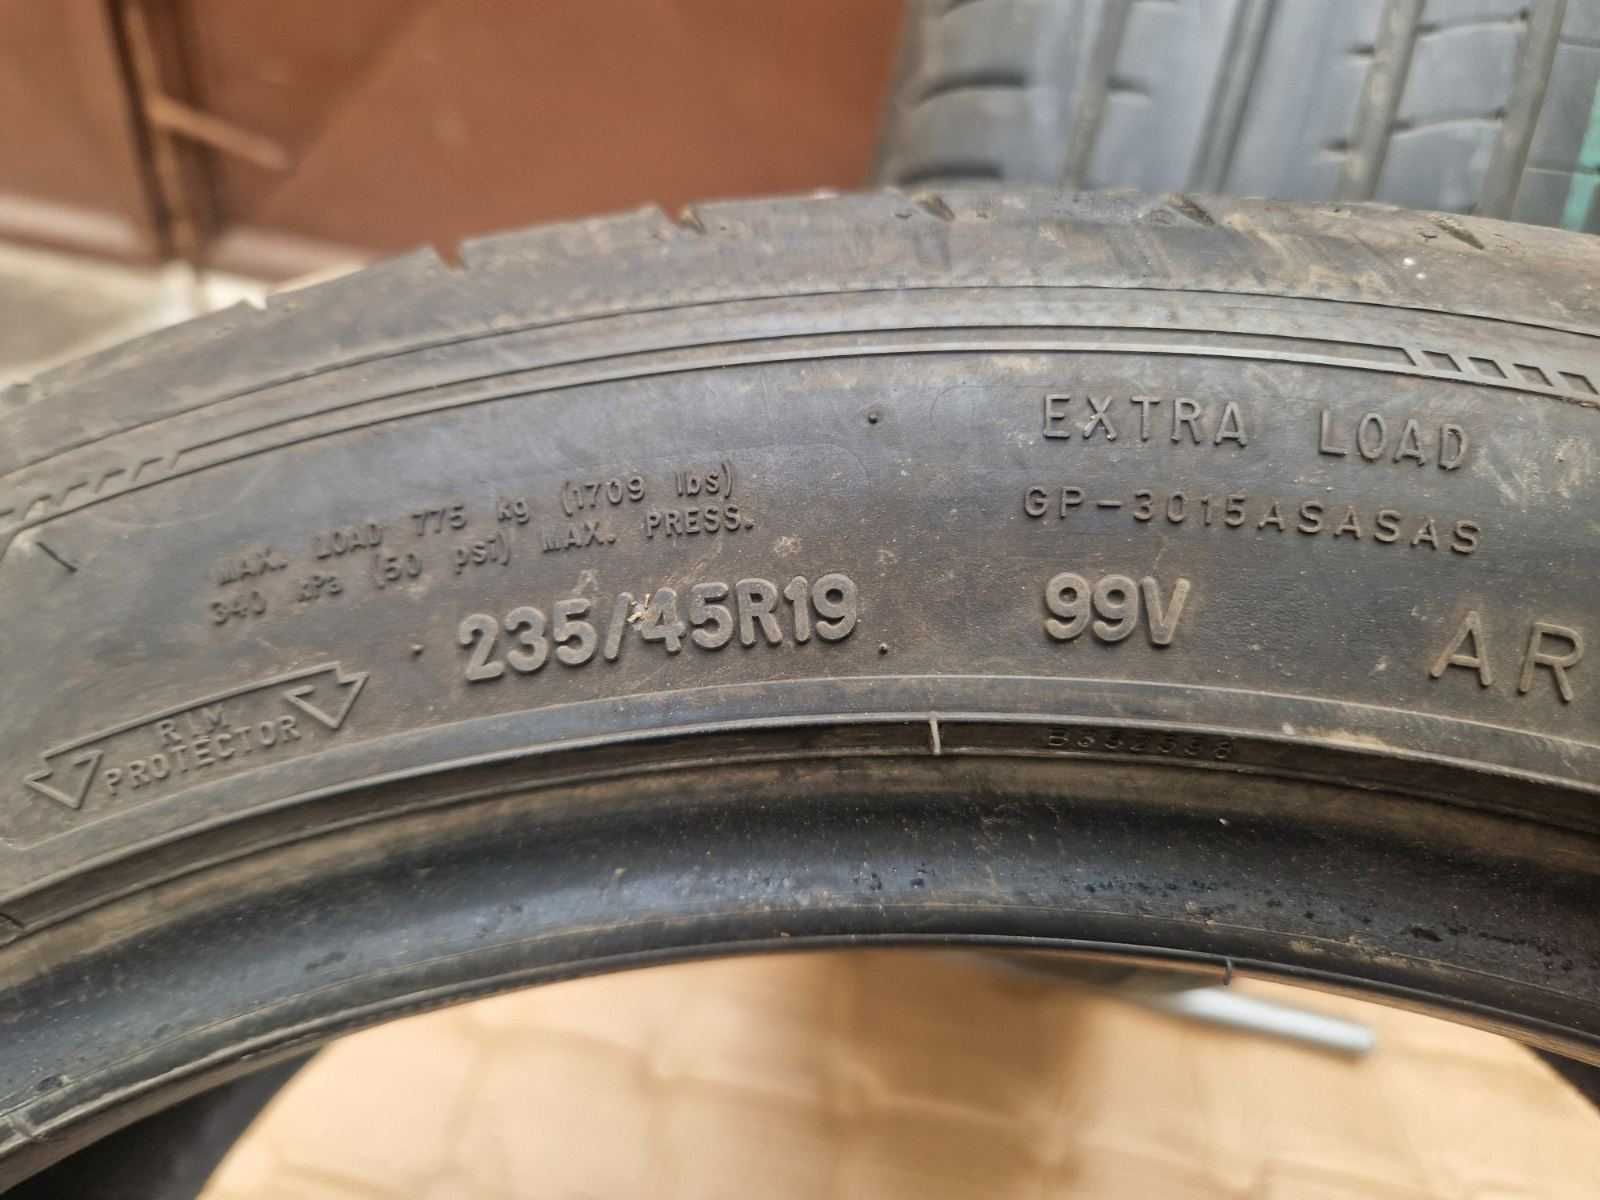 EXTRA LOAD
GP-3015ASASAS
MAX. LOAD 775 kg (1709 lbs)
340 kPa (50 psi) MAX. PRESS.
235/45R19 99V AR
RIM
PROTECTOR